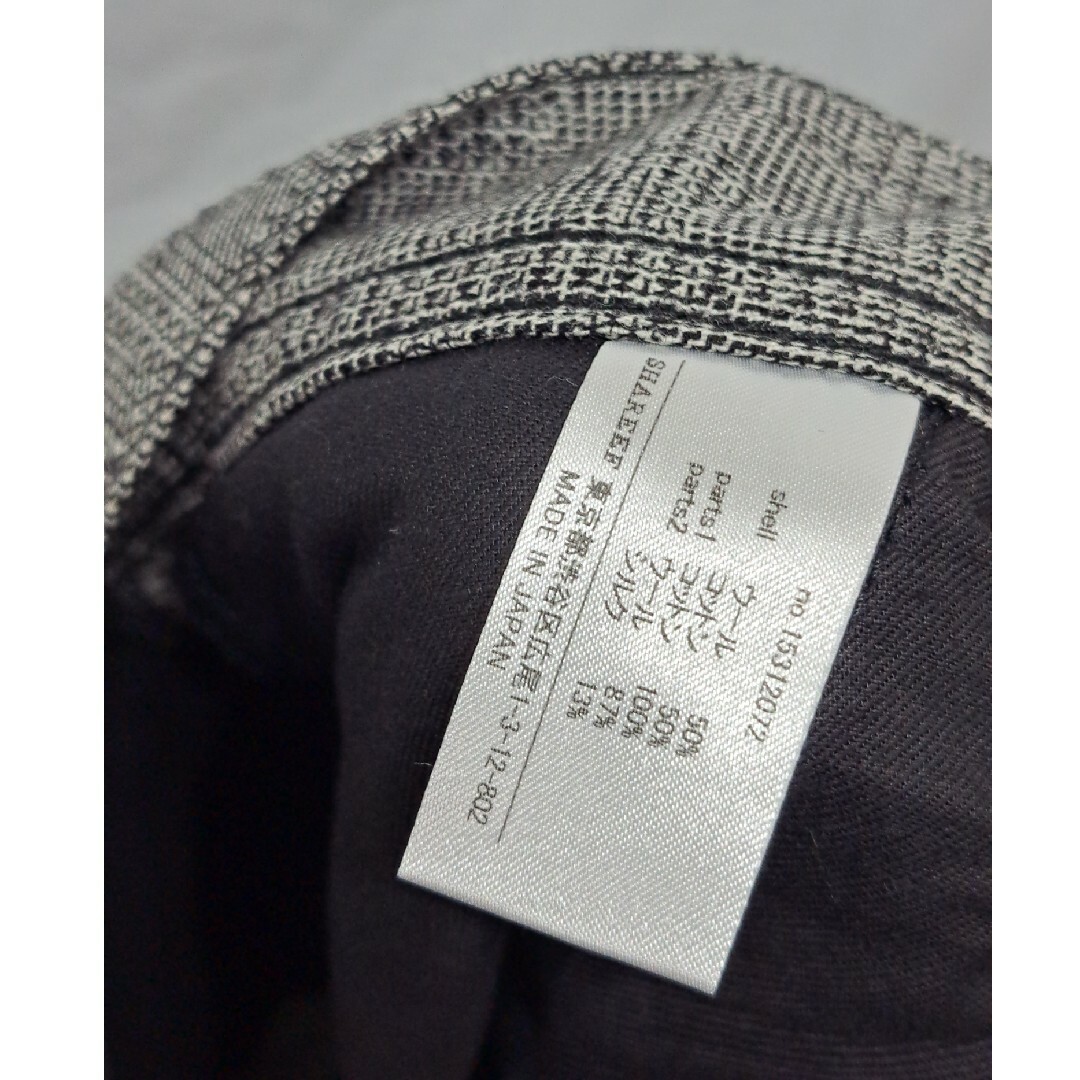 no.15312072
shell ウール 50%
コットン 50%
parts1 コットン 100%
parts2 ウール 87%
シルク 13%
SHAREEF 東京都渋谷区広尾1-3-12-802
MADE IN JAPAN